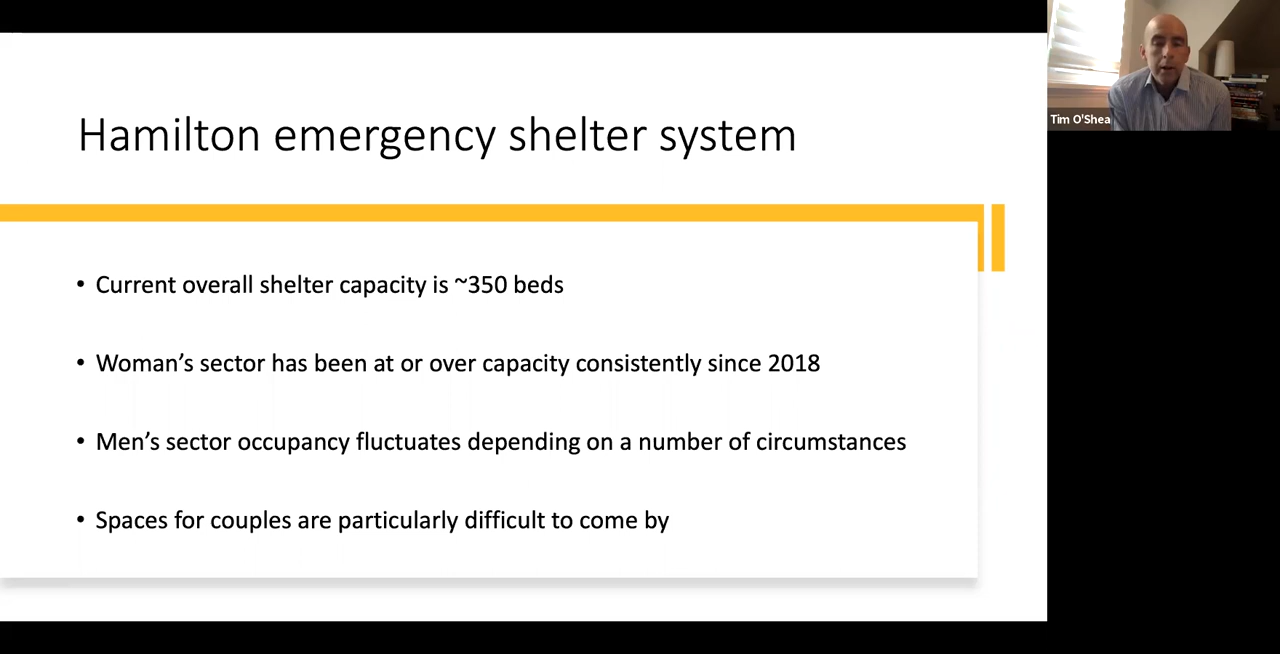 Hamilton emergency shelter system
• Current overall shelter capacity is ~350 beds
• Woman’s sector has been at or over capacity consistently since 2018
• Men’s sector occupancy fluctuates depending on a number of circumstances
• Spaces for couples are particularly difficult to come by
Tim O'Shea